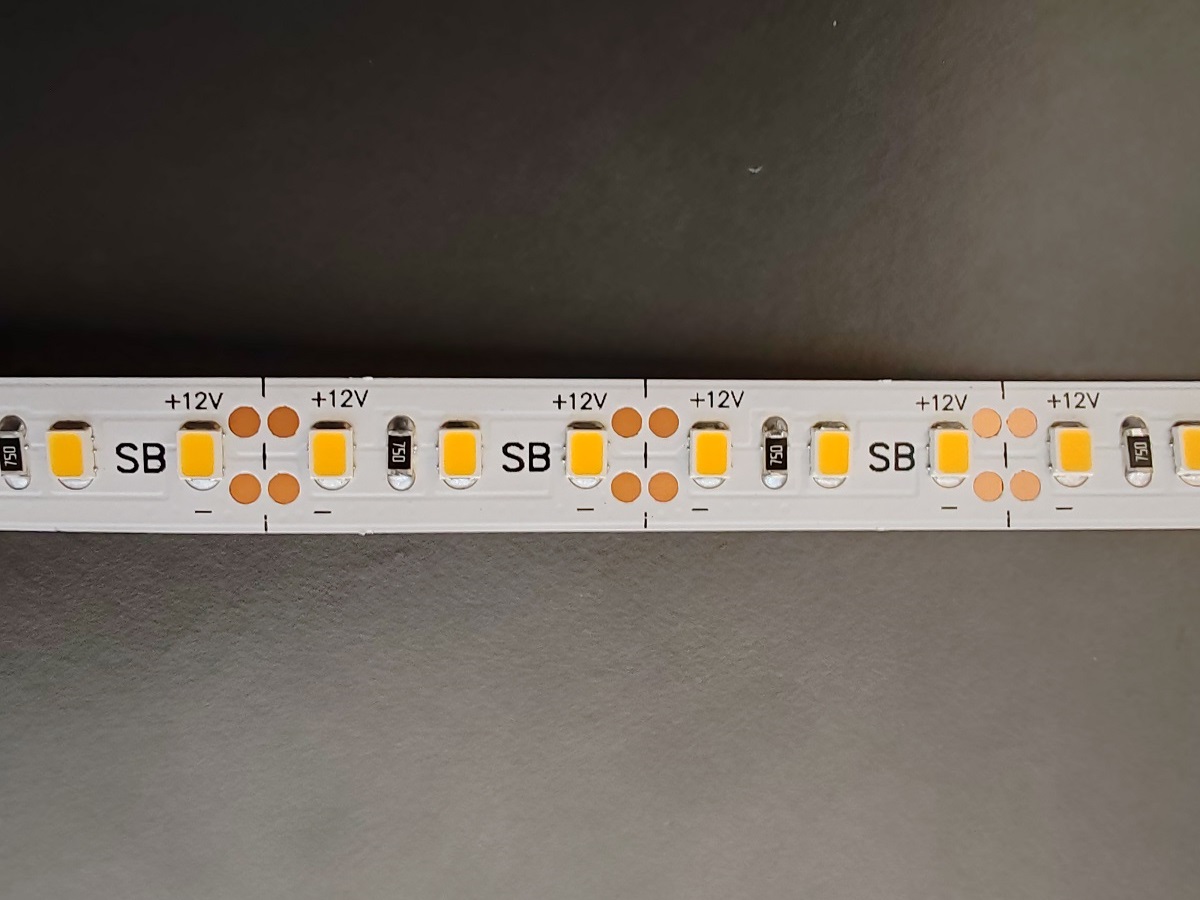 +12V +12V +12V +12V +12V +12V
750 SB 750 SB 750 SB 750
− − − − − −